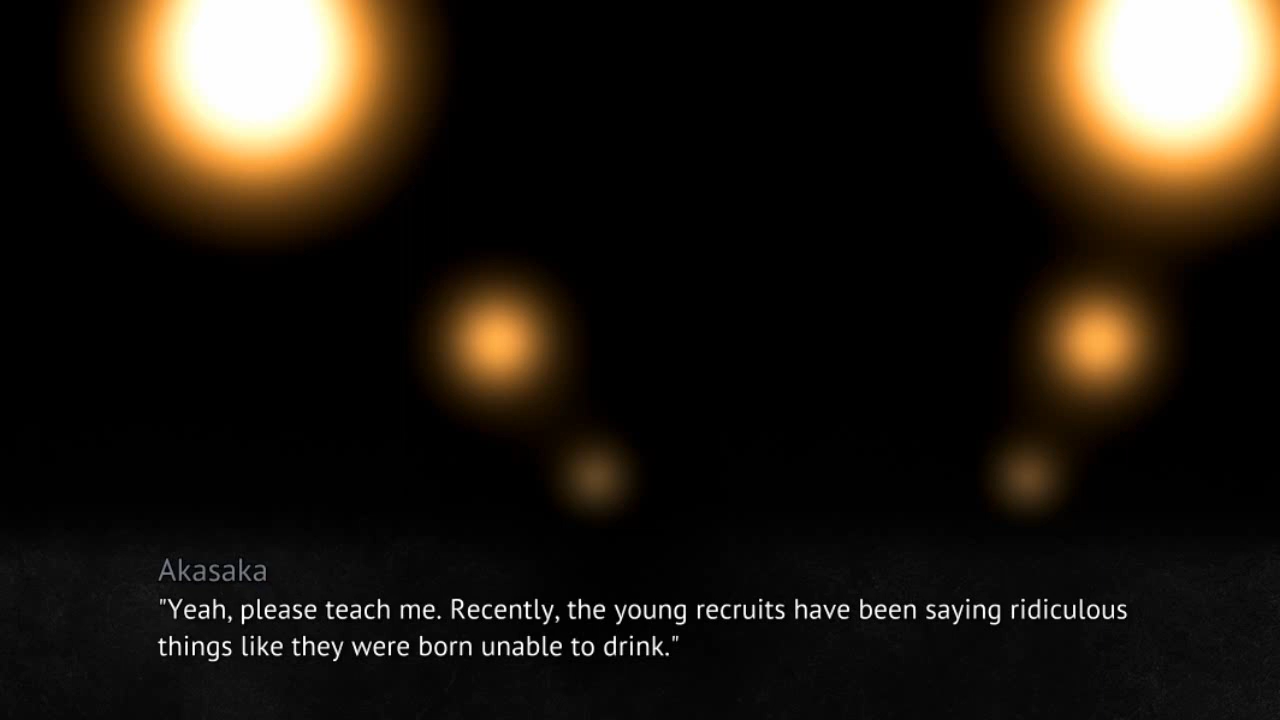 Akasaka
"Yeah, please teach me. Recently, the young recruits have been saying ridiculous
things like they were born unable to drink."